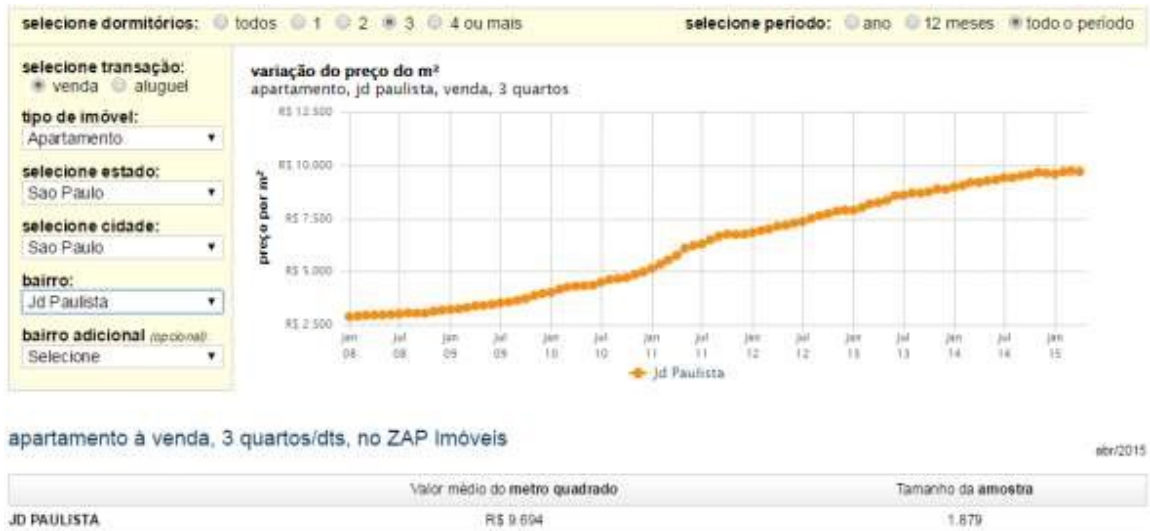 selecione dormitórios: todos 1 2 3 4 ou mais
selecione período: ano 12 meses todo o período
selecione transação:
venda aluguel
tipo de imóvel:
Apartamento
selecione estado:
Sao Paulo
selecione cidade:
Sao Paulo
bairro:
Jd Paulista
bairro adicional (opcional)
Selecione
variação do preço do m²
apartamento, jd paulista, venda, 3 quartos
R$ 12.500
R$ 10.000
R$ 7.500
R$ 5.000
R$ 2.500
preço por m²
jan jul jan jul jan jul jan jul jan jul jan jul jan jul jan
08 08 09 09 10 10 11 11 12 12 13 13 14 14 15
Jd Paulista
apartamento à venda, 3 quartos/dts, no ZAP Imóveis
abr/2015
Valor médio do metro quadrado Tamanho da amostra
JD PAULISTA R$ 9.694 1.879